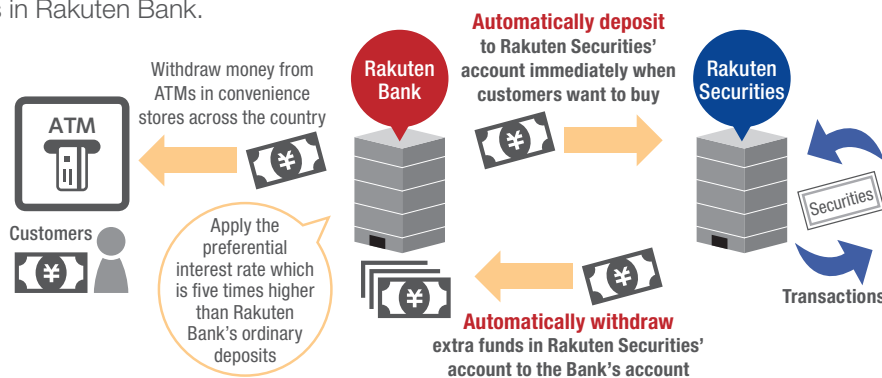 s in Rakuten Bank.
Automatically deposit
to Rakuten Securities'
account immediately when
customers want to buy
Withdraw money from
ATMs in convenience
stores across the country
Rakuten
Bank
Rakuten
Securities
ATM
¥
¥
Securities
Customers
¥
Apply the
preferential
interest rate which
is five times higher
than Rakuten
Bank's ordinary
deposits
¥
¥
Transactions
Automatically withdraw
extra funds in Rakuten Securities'
account to the Bank's account